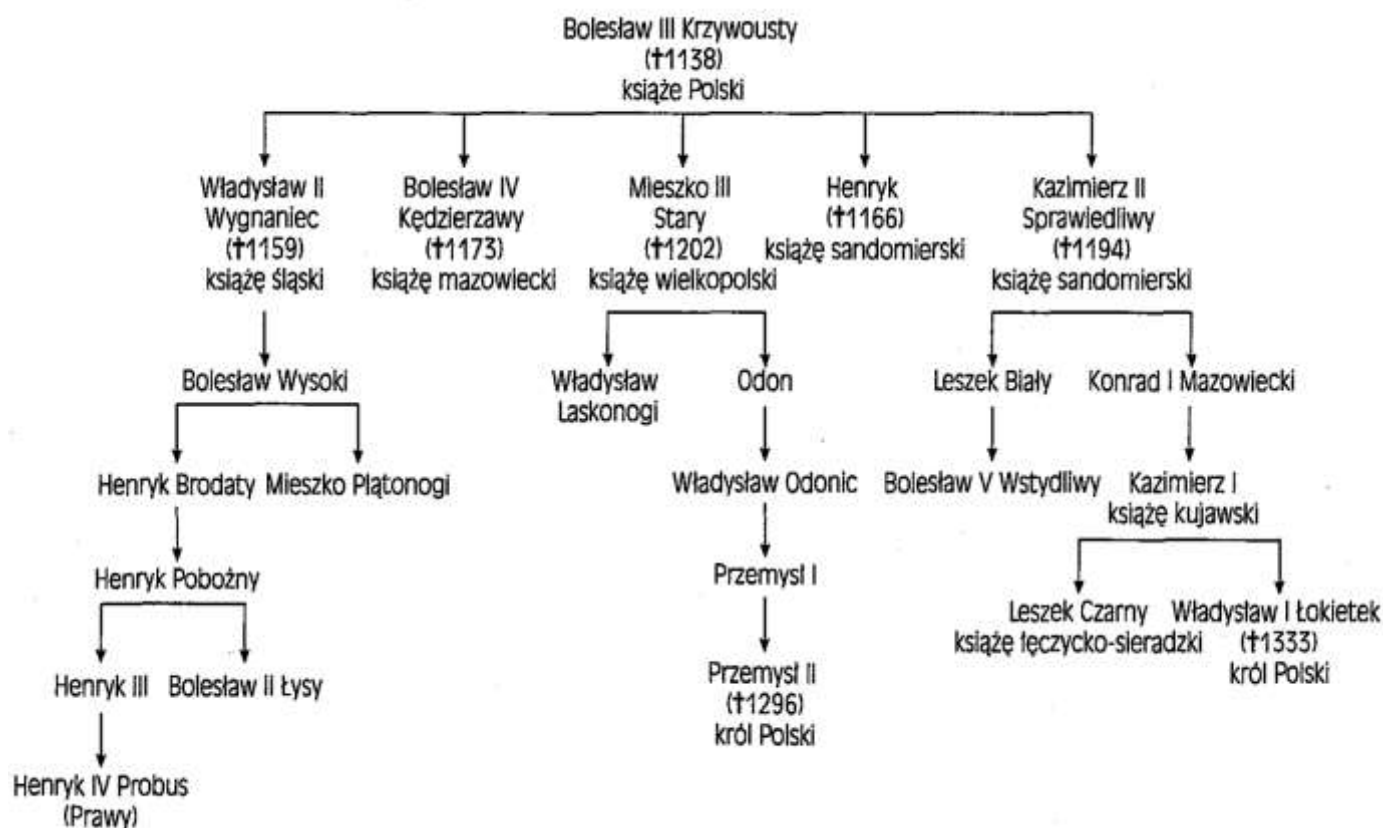 Bolesław III Krzywousty
(†1138)
książe Polski
Władysław II
Wygnaniec
(†1159)
książę śląski
Bolesław IV
Kędzierzawy
(†1173)
książę mazowiecki
Mieszko III
Stary
(†1202)
książę wielkopolski
Henryk
(†1166)
książę sandomierski
Kazimierz II
Sprawiedliwy
(†1194)
książę sandomierski
Bolesław Wysoki
Władysław
Laskonogi
Odon
Leszek Biały
Konrad I Mazowiecki
Henryk Brodaty
Mieszko Plątonogi
Władysław Odonic
Bolesław V Wstydliwy
Kazimierz I
książę kujawski
Henryk Pobożny
Przemysł I
Leszek Czarny
książę łęczycko-sieradzki
Władysław I Łokietek
(†1333)
król Polski
Henryk III
Bolesław II Łysy
Przemysł II
(†1296)
król Polski
Henryk IV Probus
(Prawy)